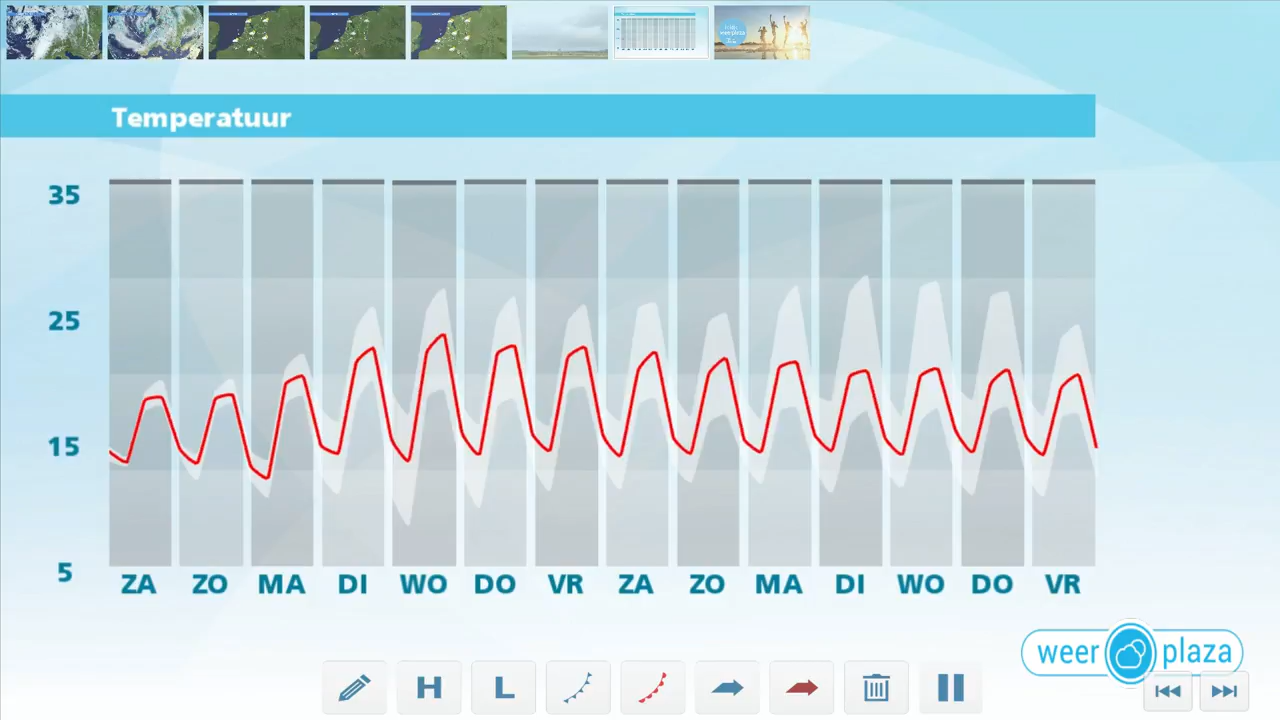 Temperatuur
35
25
15
5
ZA ZO MA DI WO DO VR ZA ZO MA DI WO DO VR
weer plaza
H L